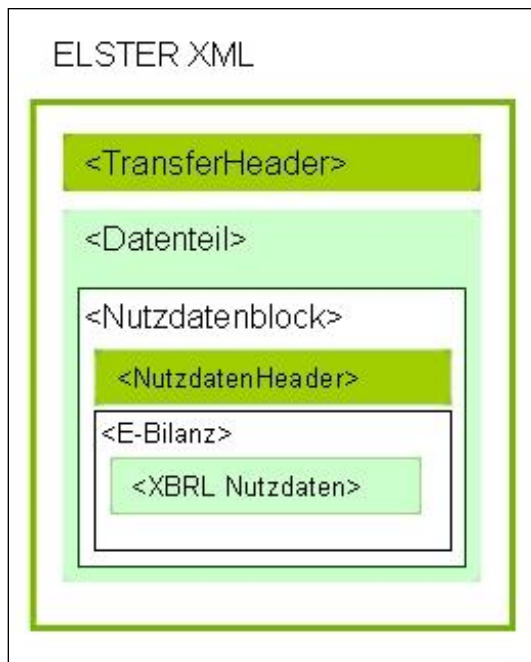 ELSTER XML
<TransferHeader>
<Datenteil>
<Nutzdatenblock>
<NutzdatenHeader>
<E-Bilanz>
<XBRL Nutzdaten>